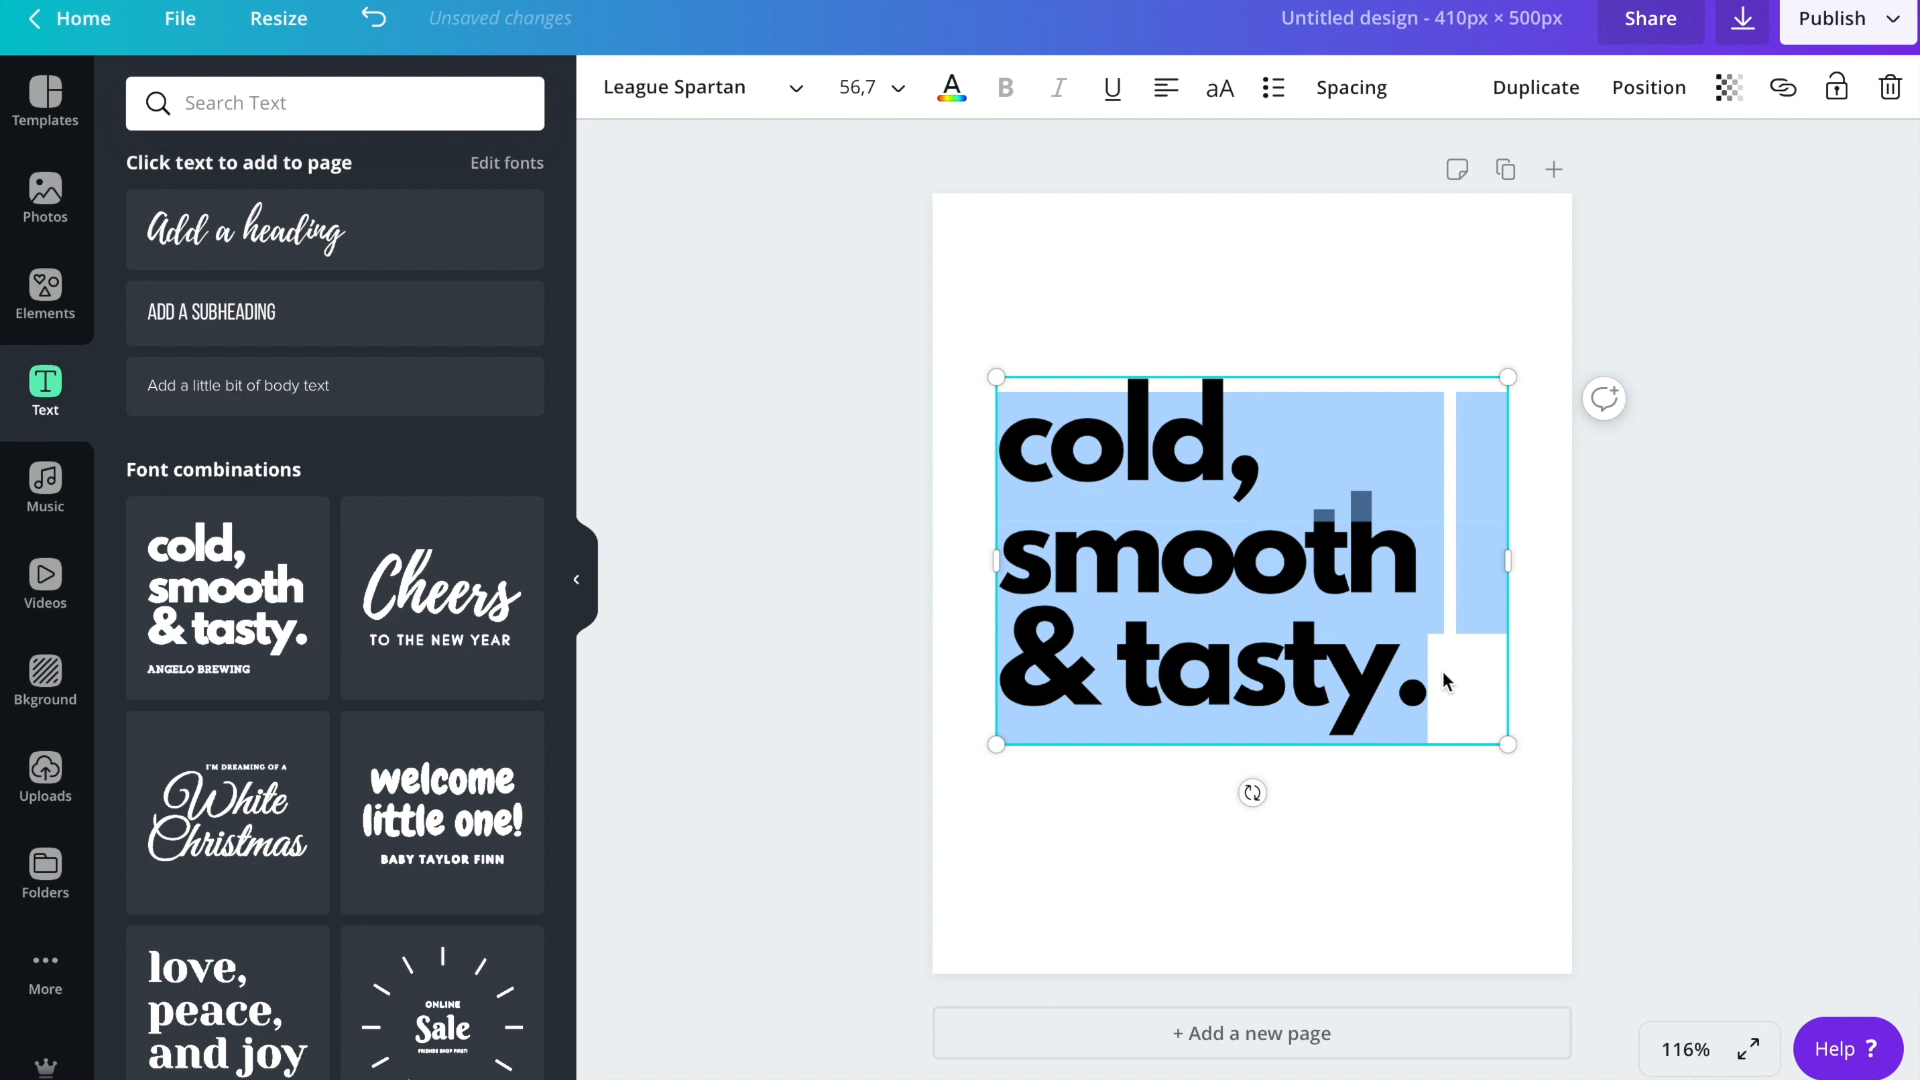 Home File Resize Unsaved changes Untitled design - 410px × 500px Share Publish
Templates
Photos
Elements
Text
Music
Videos
Bkground
Uploads
Folders
More
Search Text
Click text to add to page Edit fonts
Add a heading
ADD A SUBHEADING
Add a little bit of body text
Font combinations
cold,
smooth
& tasty.
ANGELO BREWING
Cheers
TO THE NEW YEAR
I'M DREAMING OF A
White
Christmas
welcome
little one!
BABY TAYLOR FINN
love,
peace,
and joy
ONLINE
Sale
FRIENDS SHOP FIRST!
League Spartan 56,7 A B I U aA Spacing Duplicate Position
cold,
smooth
& tasty.
+ Add a new page
116% Help ?